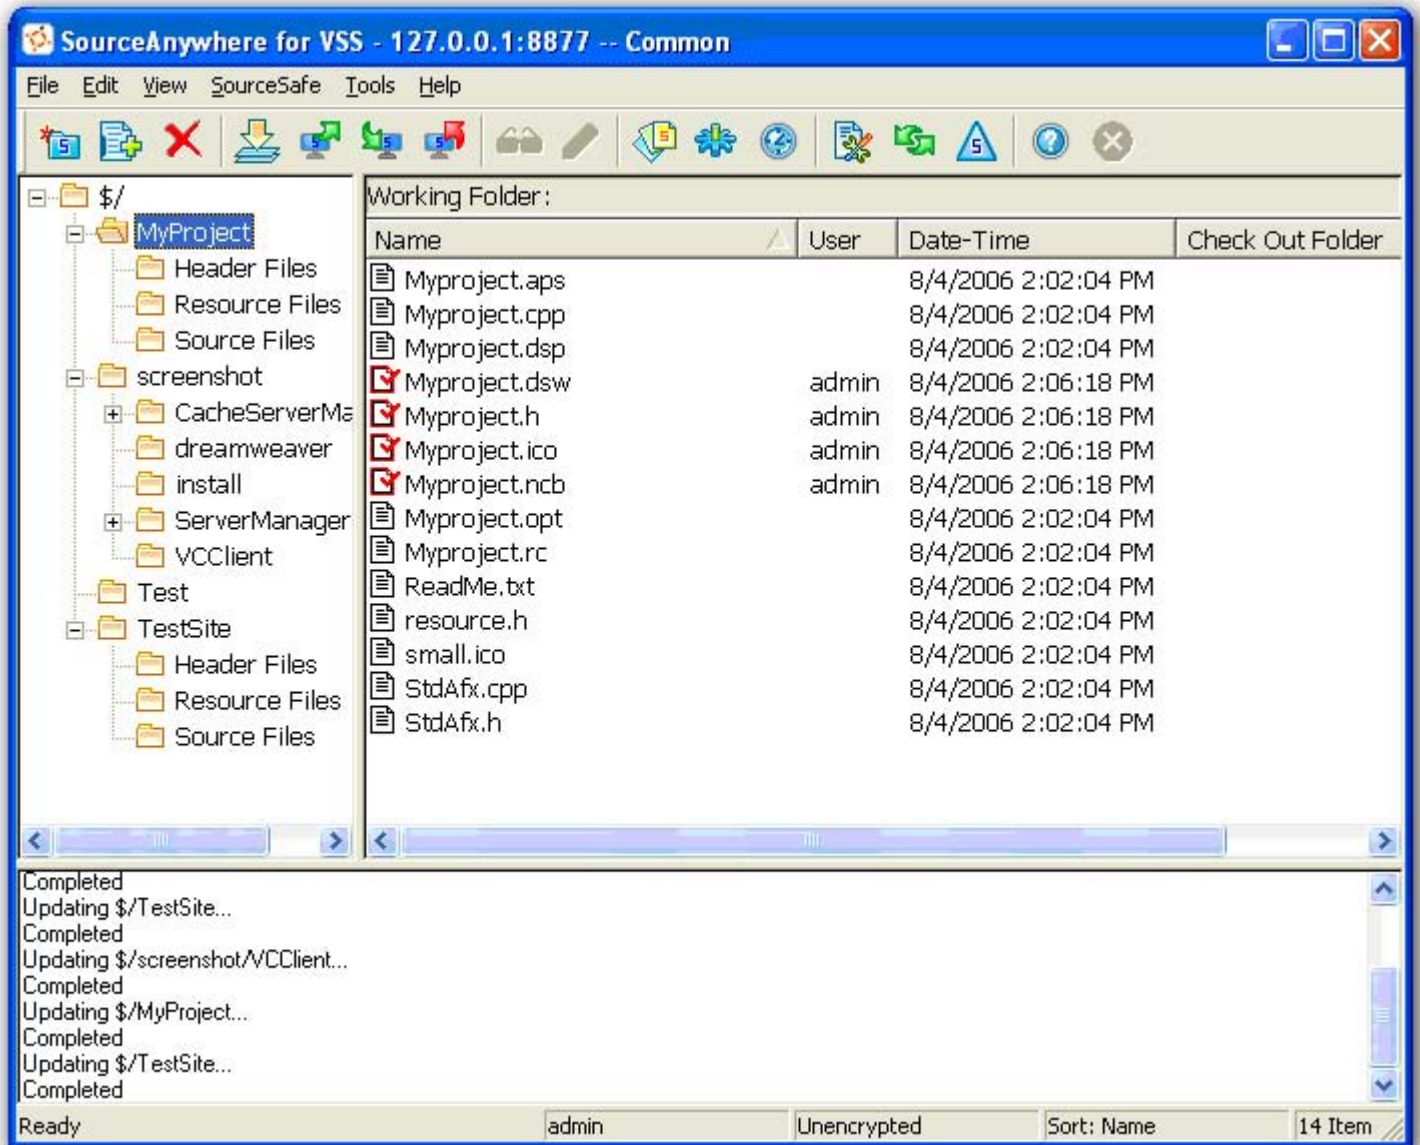 SourceAnywhere for VSS - 127.0.0.1:8877 -- Common
File Edit View SourceSafe Tools Help
$/
MyProject
Header Files
Resource Files
Source Files
screenshot
CacheServerMa
dreamweaver
install
ServerManager
VCClient
Test
TestSite
Header Files
Resource Files
Source Files
Working Folder:
Name User Date-Time Check Out Folder
Myproject.aps 8/4/2006 2:02:04 PM
Myproject.cpp 8/4/2006 2:02:04 PM
Myproject.dsp 8/4/2006 2:02:04 PM
Myproject.dsw admin 8/4/2006 2:06:18 PM
Myproject.h admin 8/4/2006 2:06:18 PM
Myproject.ico admin 8/4/2006 2:06:18 PM
Myproject.ncb admin 8/4/2006 2:06:18 PM
Myproject.opt 8/4/2006 2:02:04 PM
Myproject.rc 8/4/2006 2:02:04 PM
ReadMe.txt 8/4/2006 2:02:04 PM
resource.h 8/4/2006 2:02:04 PM
small.ico 8/4/2006 2:02:04 PM
StdAfx.cpp 8/4/2006 2:02:04 PM
StdAfx.h 8/4/2006 2:02:04 PM
Completed
Updating $/TestSite...
Completed
Updating $/screenshot/VCClient...
Completed
Updating $/MyProject...
Completed
Updating $/TestSite...
Completed
Ready admin Unencrypted Sort: Name 14 Item